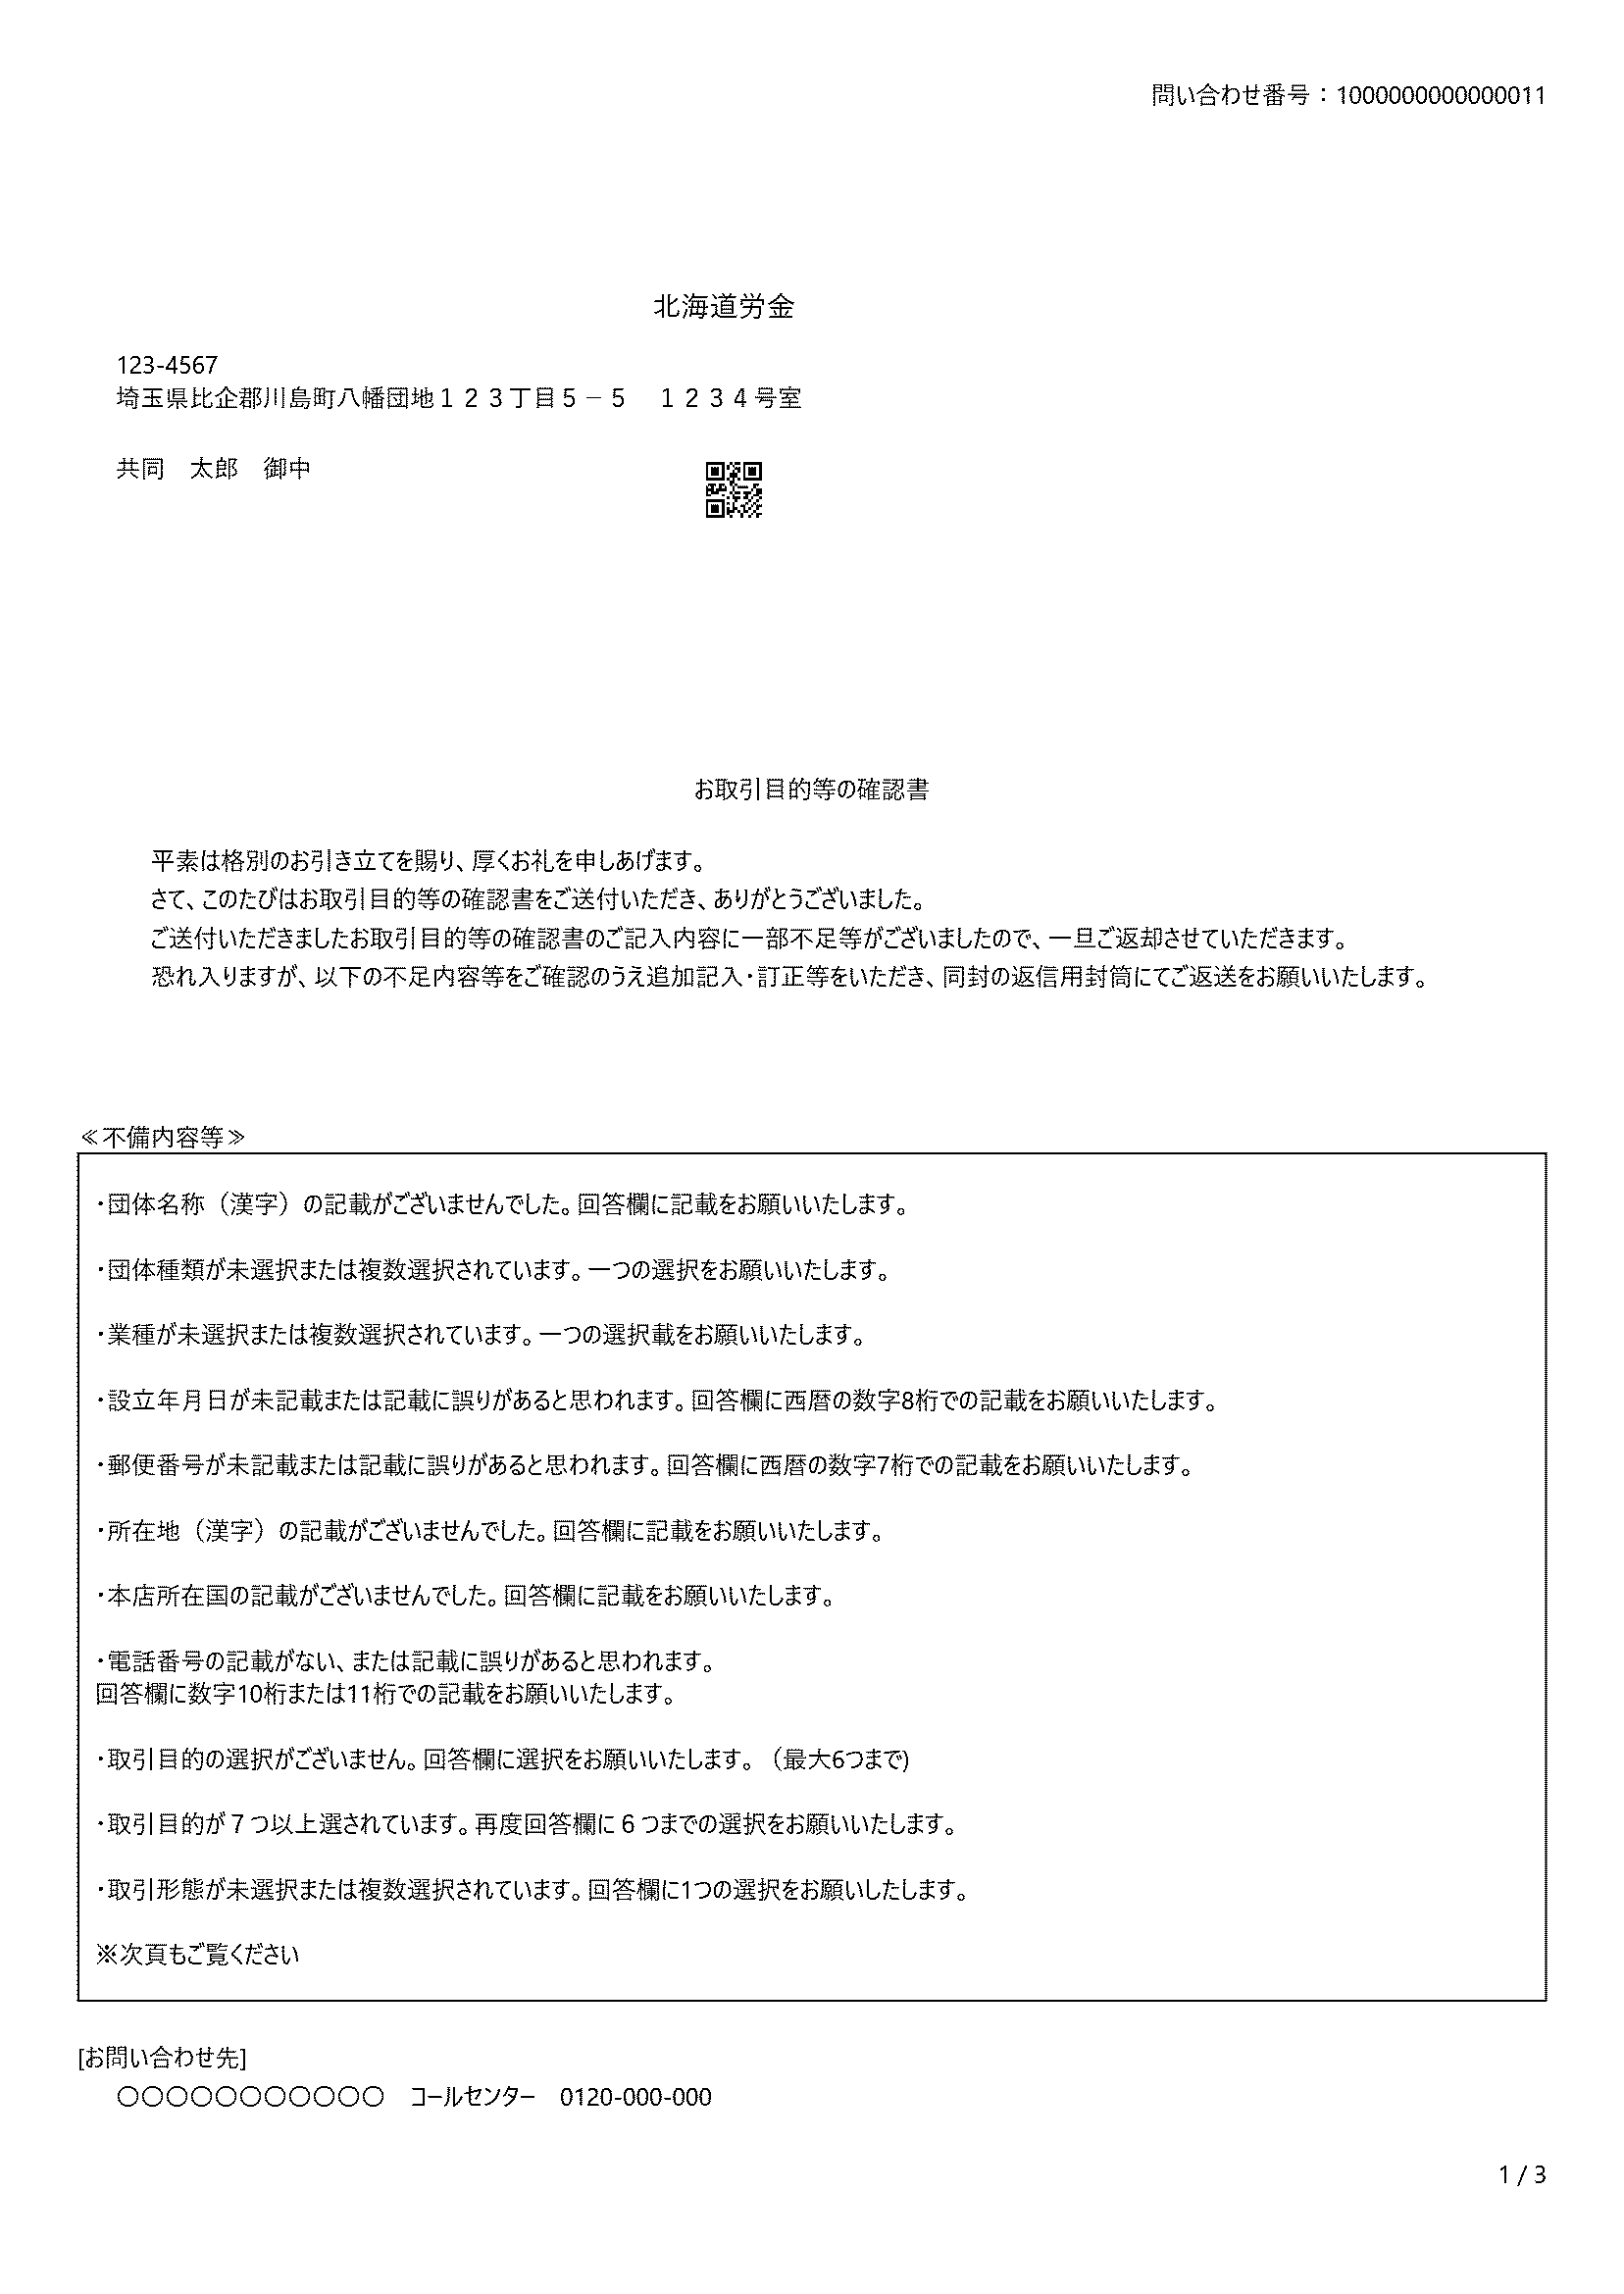 問い合わせ番号：1000000000000011
北海道労金
123-4567
埼玉県比企郡川島町八幡団地１２３丁目５－５　１２３４号室
共同　太郎　御中
お取引目的等の確認書
平素は格別のお引き立てを賜り、厚くお礼を申しあげます。
さて、このたびはお取引目的等の確認書をご送付いただき、ありがとうございました。
ご送付いただきましたお取引目的等の確認書のご記入内容に一部不足等がございましたので、一旦ご返却させていただきます。
恐れ入りますが、以下の不足内容等をご確認のうえ追加記入・訂正等をいただき、同封の返信用封筒にてご返送をお願いいたします。
≪不備内容等≫
・団体名称（漢字）の記載がございませんでした。回答欄に記載をお願いいたします。
・団体種類が未選択または複数選択されています。一つの選択をお願いいたします。
・業種が未選択または複数選択されています。一つの選択載をお願いいたします。
・設立年月日が未記載または記載に誤りがあると思われます。回答欄に西暦の数字8桁での記載をお願いいたします。
・郵便番号が未記載または記載に誤りがあると思われます。回答欄に西暦の数字7桁での記載をお願いいたします。
・所在地（漢字）の記載がございませんでした。回答欄に記載をお願いいたします。
・本店所在国の記載がございませんでした。回答欄に記載をお願いいたします。
・電話番号の記載がない、または記載に誤りがあると思われます。
回答欄に数字10桁または11桁での記載をお願いいたします。
・取引目的の選択がございません。回答欄に選択をお願いいたします。（最大6つまで)
・取引目的が７つ以上選されています。再度回答欄に６つまでの選択をお願いいたします。
・取引形態が未選択または複数選択されています。回答欄に1つの選択をお願いしたします。
※次頁もご覧ください
[お問い合わせ先]
〇〇〇〇〇〇〇〇〇〇〇　コールセンター　0120-000-000
1 / 3